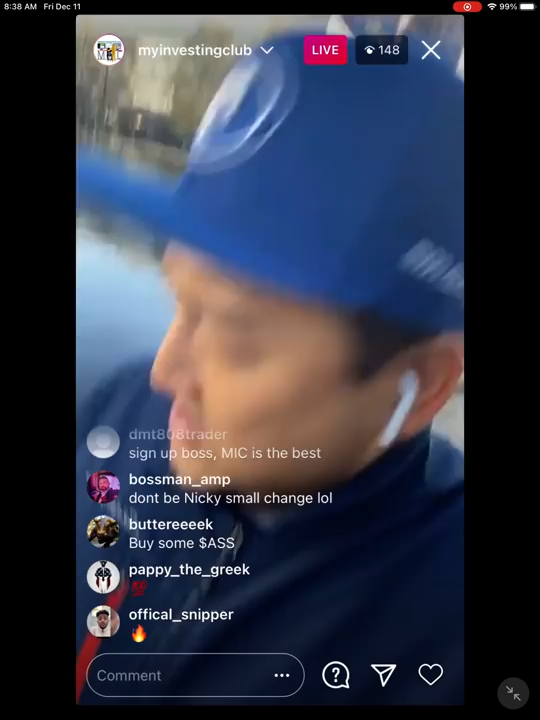 8:38 AM Fri Dec 11
99%
myinvestingclub
LIVE
148
dmt808trader
sign up boss, MIC is the best
bossman_amp
dont be Nicky small change lol
buttereeeek
Buy some $ASS
pappy_the_greek
💯
offical_snipper
🔥
Comment